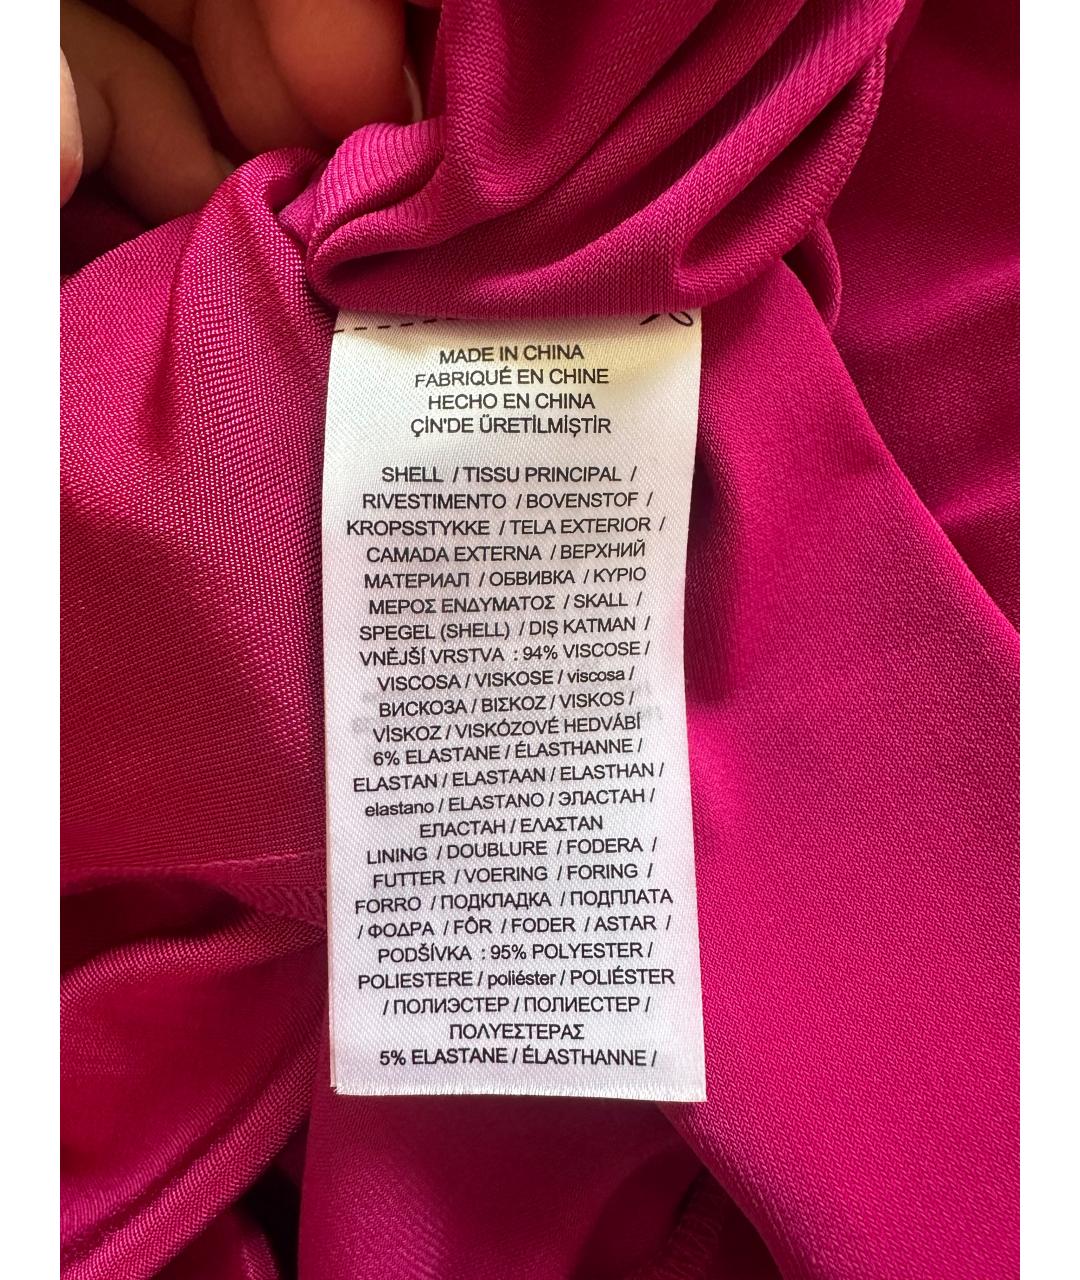 MADE IN CHINA
FABRIQUÉ EN CHINE
HECHO EN CHINA
ÇİN'DE ÜRETİLMİŞTİR
SHELL / TISSU PRINCIPAL /
RIVESTIMENTO / BOVENSTOF /
KROPSSTYKKE / TELA EXTERIOR /
CAMADA EXTERNA / ВЕРХНИЙ
МАТЕРИАЛ / ОБВИВКА / ΚΥΡΙΟ
ΜΕΡΟΣ ΕΝΔΥΜΑΤΟΣ / SKALL /
SPEGEL (SHELL) / DIŞ KATMAN /
VNĚJŠÍ VRSTVA : 94% VISCOSE /
VISCOSA / VISKOSE / viscosa /
ВИСКОЗА / ΒΙΣΚΟΖ / VISKOS /
VİSKOZ / VISKÓZOVÉ HEDVÁBÍ
6% ELASTANE / ÉLASTHANNE /
ELASTAN / ELASTAAN / ELASTHAN /
elastano / ELASTANO / ЭЛАСТАН /
ЕЛАСТАН / ΕΛΑΣΤΑΝ
LINING / DOUBLURE / FODERA /
FUTTER / VOERING / FORING /
FORRO / ПОДКЛАДКА / ПОДПЛАТА
/ ΦΟΔΡΑ / FÔR / FODER / ASTAR /
PODŠÍVKA : 95% POLYESTER /
POLIESTERE / poliéster / POLIÉSTER
/ ПОЛИЭСТЕР / ПОЛИЕСТЕР /
ΠΟΛΥΕΣΤΕΡΑΣ
5% ELASTANE / ÉLASTHANNE /